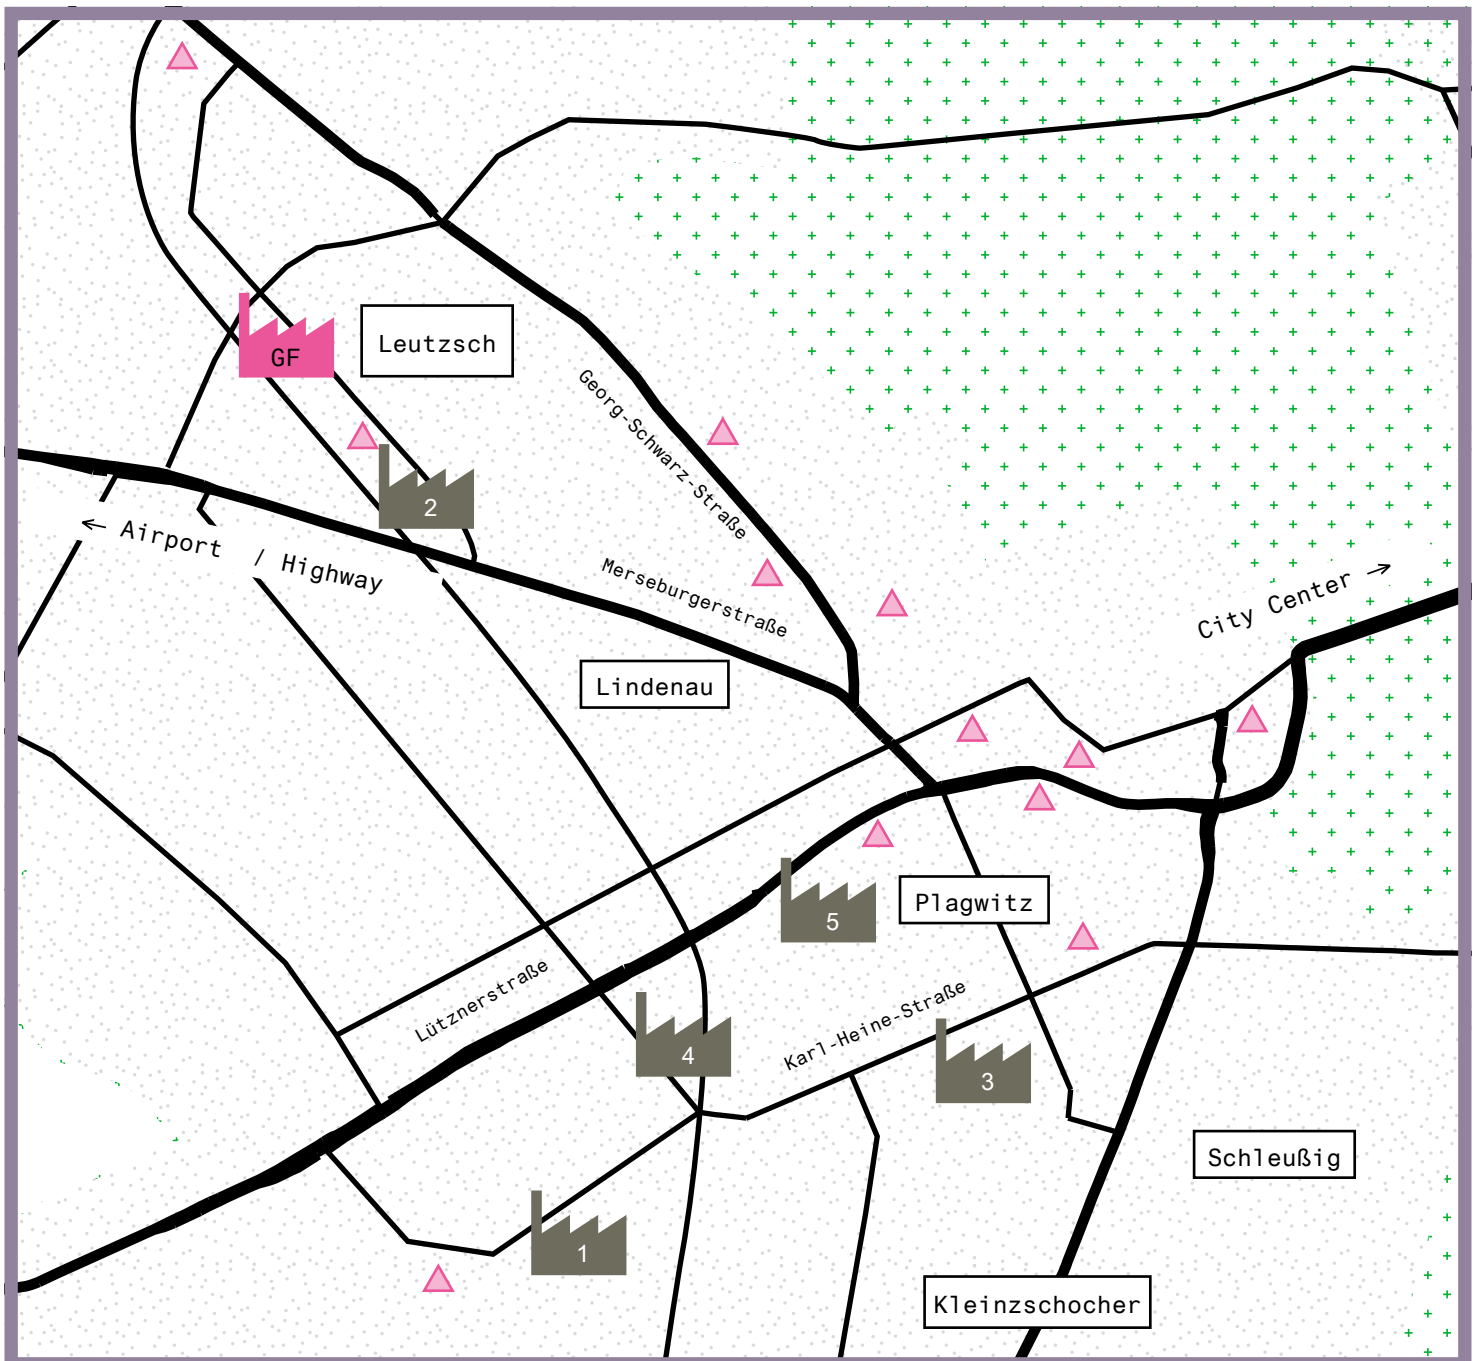 Leutzsch
GF
Georg-Schwarz-Straße
2
← Airport / Highway
Merseburgerstraße
City Center →
Lindenau
Plagwitz
5
Lütznerstraße
Karl-Heine-Straße
4
3
Schleußig
1
Kleinzschocher